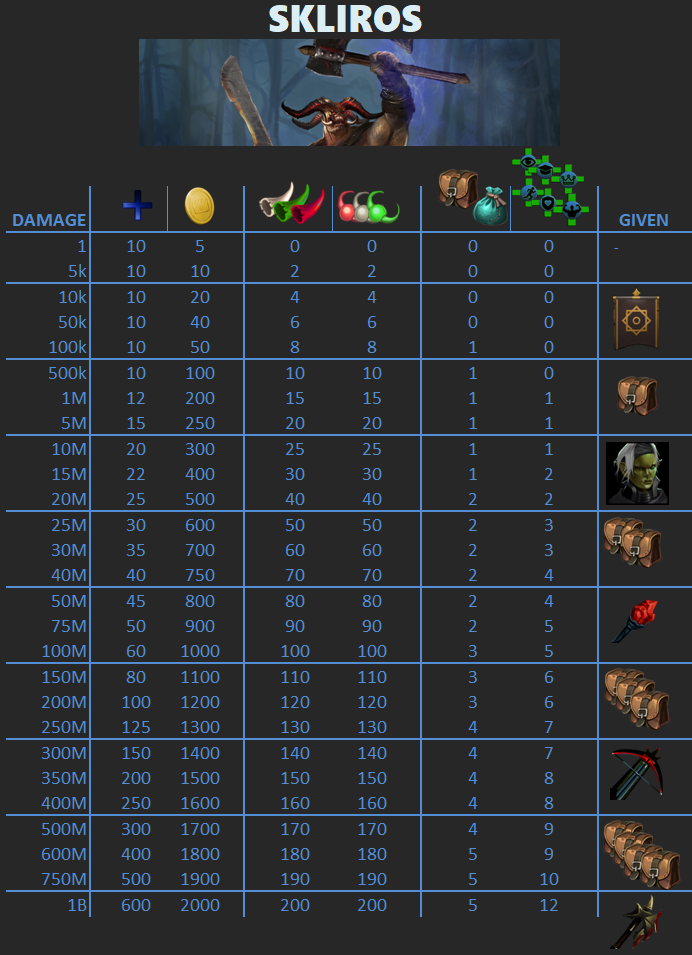 SKLIROS
DAMAGE GIVEN
1 10 5 0 0 0 0 -
5k 10 10 2 2 0 0
10k 10 20 4 4 0 0
50k 10 40 6 6 0 0
100k 10 50 8 8 1 0
500k 10 100 10 10 1 0
1M 12 200 15 15 1 1
5M 15 250 20 20 1 1
10M 20 300 25 25 1 1
15M 22 400 30 30 1 2
20M 25 500 40 40 2 2
25M 30 600 50 50 2 3
30M 35 700 60 60 2 3
40M 40 750 70 70 2 4
50M 45 800 80 80 2 4
75M 50 900 90 90 2 5
100M 60 1000 100 100 3 5
150M 80 1100 110 110 3 6
200M 100 1200 120 120 3 6
250M 125 1300 130 130 4 7
300M 150 1400 140 140 4 7
350M 200 1500 150 150 4 8
400M 250 1600 160 160 4 8
500M 300 1700 170 170 4 9
600M 400 1800 180 180 5 9
750M 500 1900 190 190 5 10
1B 600 2000 200 200 5 12